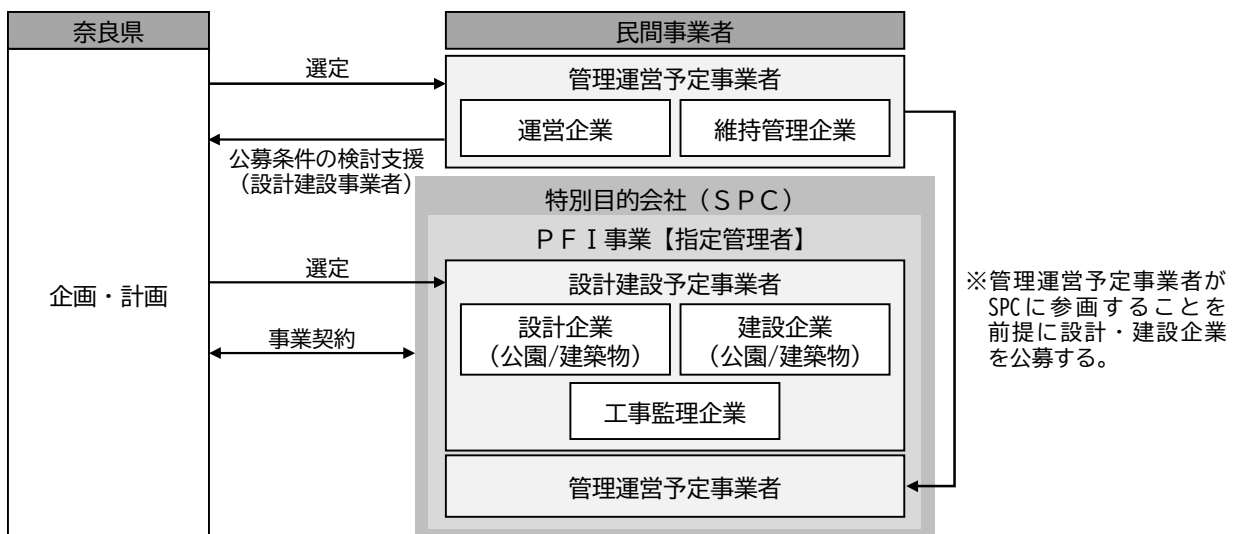 奈良県
民間事業者
選定
管理運営予定事業者
運営企業
維持管理企業
公募条件の検討支援
（設計建設事業者）
特別目的会社（ＳＰＣ）
ＰＦＩ事業【指定管理者】
企画・計画
選定
設計建設予定事業者
事業契約
設計企業
（公園/建築物）
建設企業
（公園/建築物）
工事監理企業
管理運営予定事業者
※管理運営予定事業者が
SPCに参画することを
前提に設計・建設企業
を公募する。